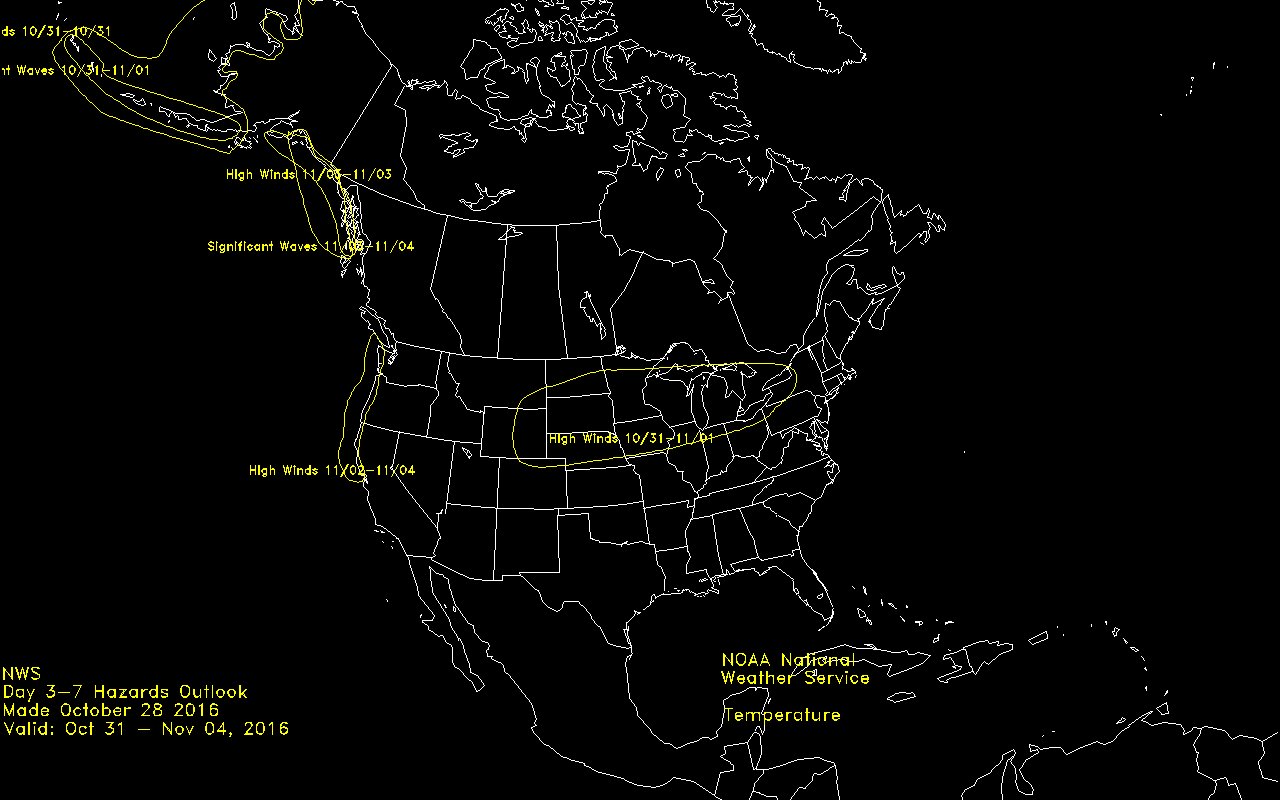 ds 10/31-10/31
nt Waves 10/31-11/01
High Winds 11/03-11/03
Significant Waves 11/03-11/04
High Winds 10/31-11/01
High Winds 11/02-11/04
NOAA National
Weather Service
Temperature
NWS
Day 3-7 Hazards Outlook
Made October 28 2016
Valid: Oct 31 - Nov 04, 2016